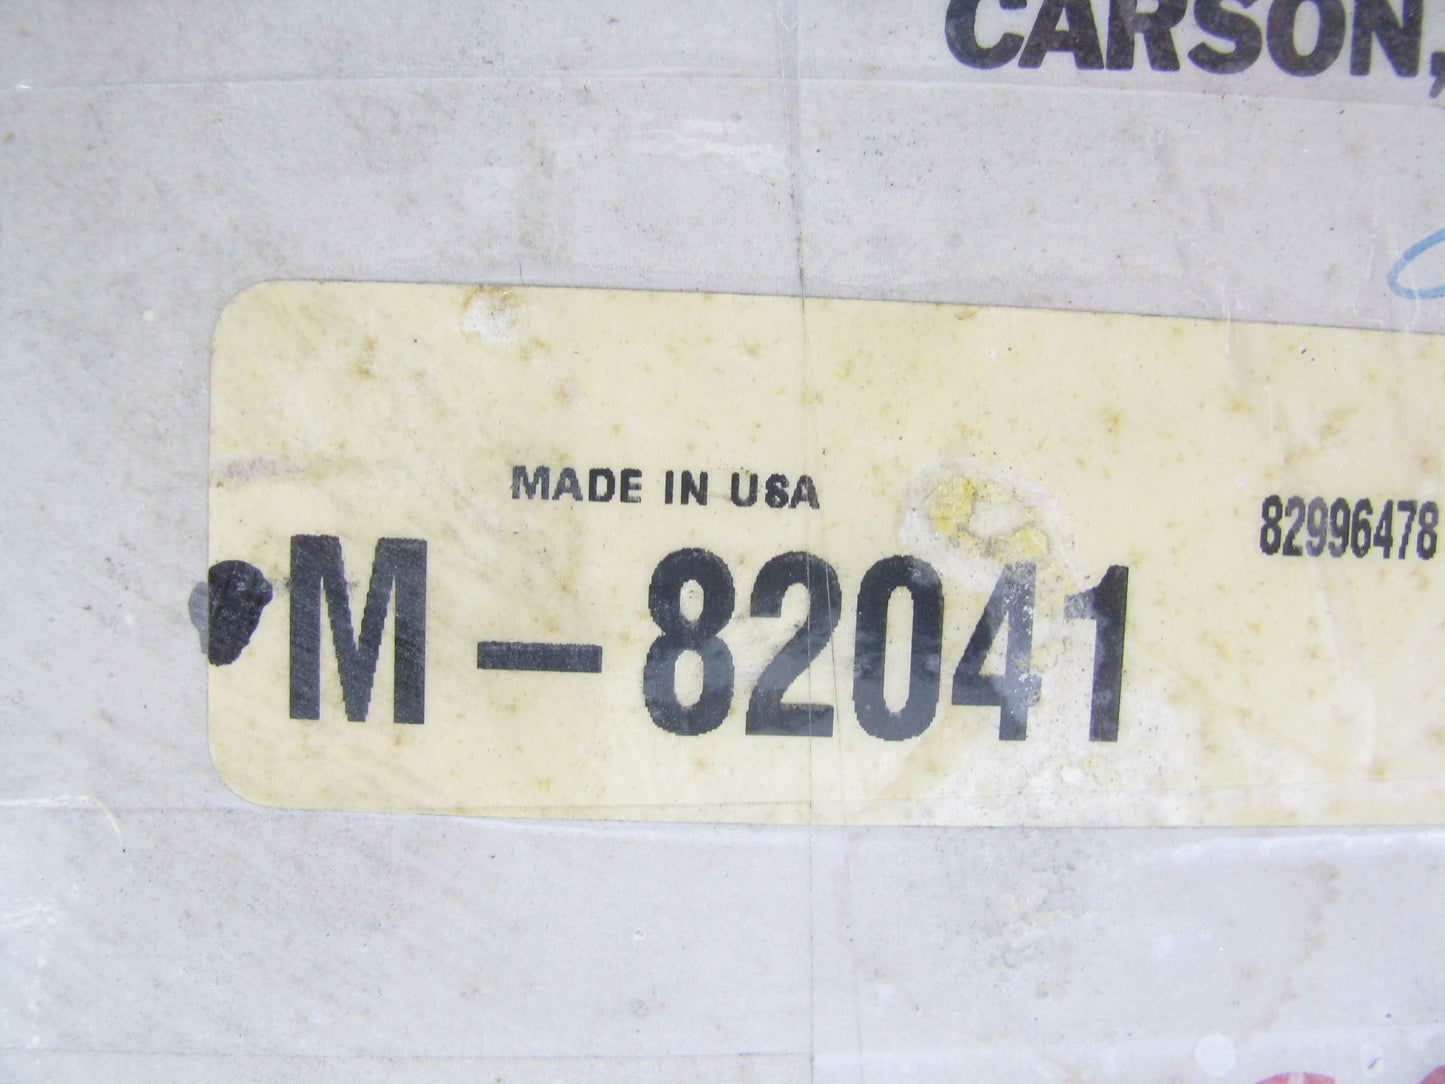 CARSON,
MADE IN USA
82996478
M-82041